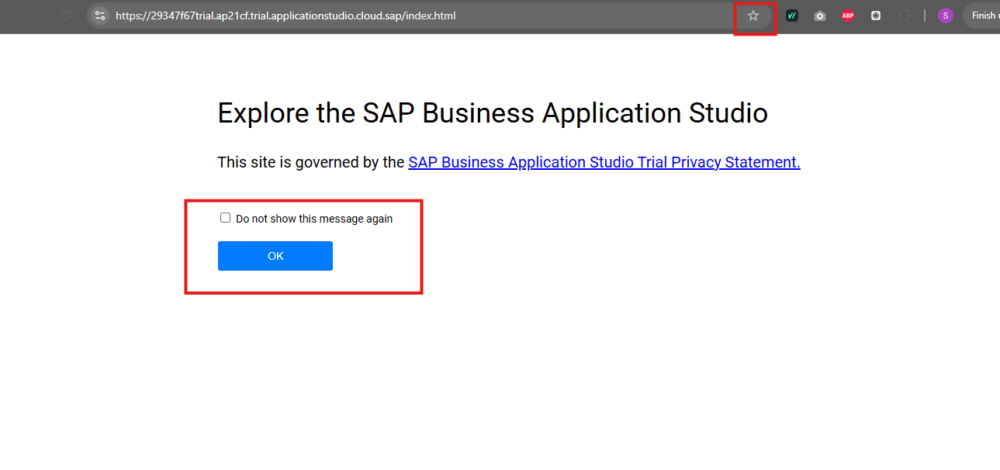 https://29347f67trial.ap21cf.trial.applicationstudio.cloud.sap/index.html
ABP
S
Finish u
Explore the SAP Business Application Studio
This site is governed by the SAP Business Application Studio Trial Privacy Statement.
Do not show this message again
OK